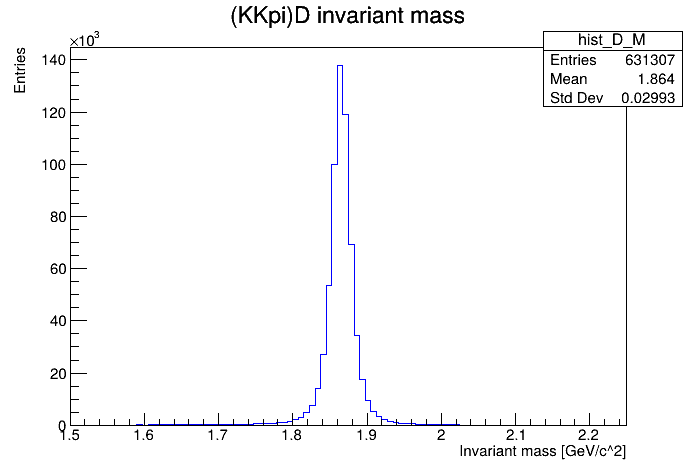 (KKpi)D invariant mass
×10³
hist_D_M
Entries 631307
Mean 1.864
Std Dev 0.02993
Entries
140
120
100
80
60
40
20
0
1.5 1.6 1.7 1.8 1.9 2 2.1 2.2
Invariant mass [GeV/c^2]